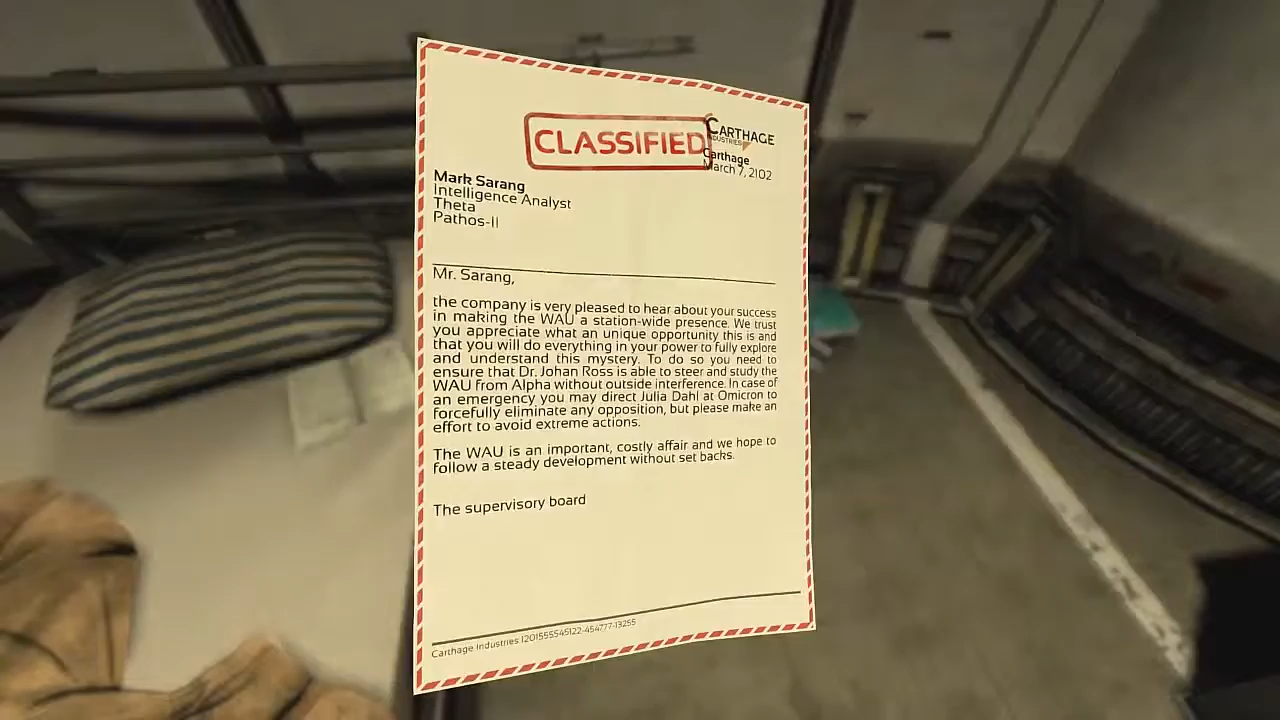 CLASSIFIED
CARTHAGE
INDUSTRIES
Carthage
March 7, 2102
Mark Sarang
Intelligence Analyst
Theta
Pathos-II
Mr. Sarang,
the company is very pleased to hear about your success
in making the WAU a station-wide presence. We trust
you appreciate what an unique opportunity this is and
that you will do everything in your power to fully explore
and understand this mystery. To do so you need to
ensure that Dr. Johan Ross is able to steer and study the
WAU from Alpha without outside interference. In case of
an emergency you may direct Julia Dahl at Omicron to
forcefully eliminate any opposition, but please make an
effort to avoid extreme actions.
The WAU is an important, costly affair and we hope to
follow a steady development without set backs.
The supervisory board
Carthage Industries 1201555545122-454777-13255